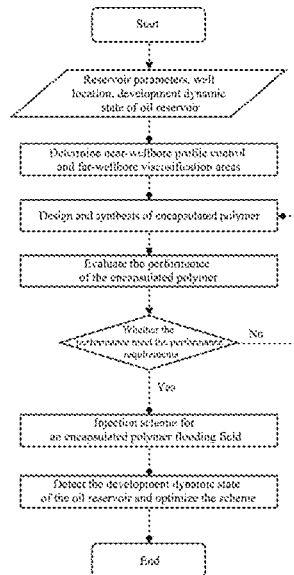 Start
Reservoir parameters, well
location, development dynamic
state of oil reservoir
Determine near-wellbore profile control
and far-wellbore viscosification areas
Design and synthesis of encapsulated polymer
Evaluate the performance
of the encapsulated polymer
Whether the
performance meet the performance
requirements
No
Yes
Injection scheme for
an encapsulated polymer flooding field
Detect the development dynamic state
of the oil reservoir and optimize the scheme
End